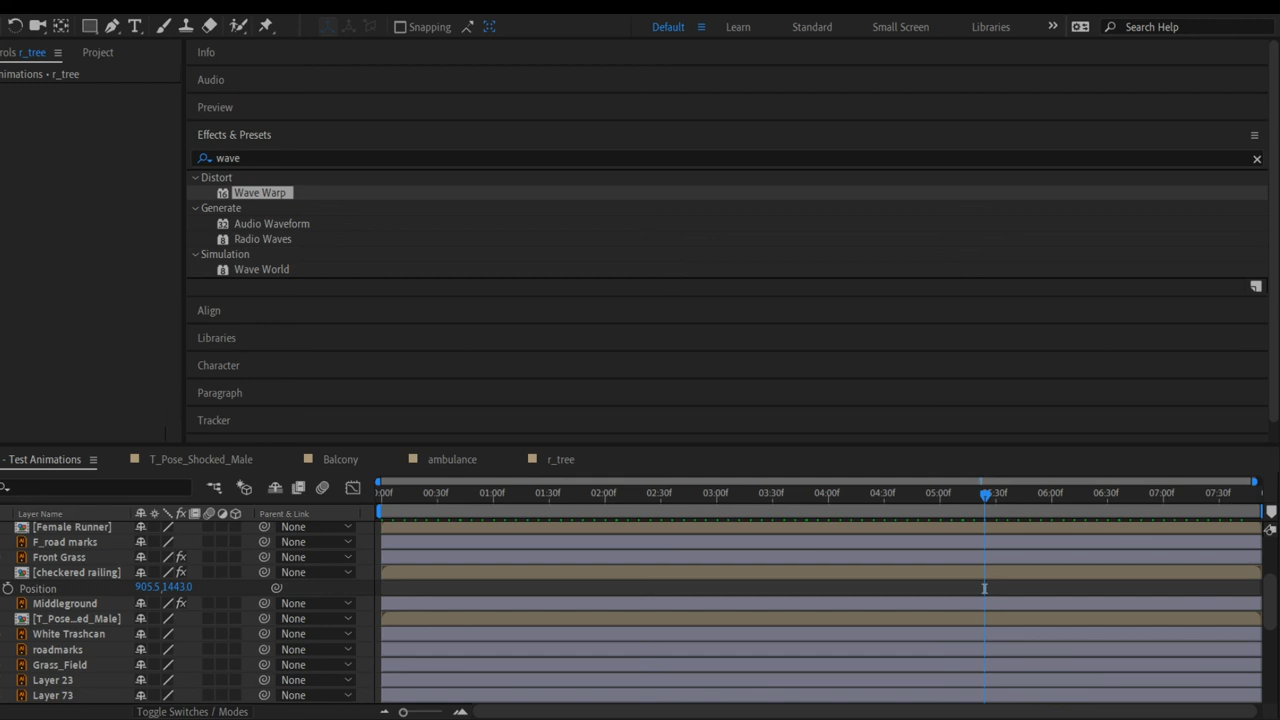 Snapping
Default
Learn
Standard
Small Screen
Libraries
Search Help
rols r_tree
Project
nimations • r_tree
Info
Audio
Preview
Effects & Presets
wave
Distort
Wave Warp
Generate
Audio Waveform
Radio Waves
Simulation
Wave World
Align
Libraries
Character
Paragraph
Tracker
- Test Animations
T_Pose_Shocked_Male
Balcony
ambulance
r_tree
0:00f 00:30f 01:00f 01:30f 02:00f 02:30f 03:00f 03:30f 04:00f 04:30f 05:00f 05:30f 06:00f 06:30f 07:00f 07:30f
Layer Name
Parent & Link
[Female Runner] None
F_road marks None
Front Grass fx None
[checkered railing] None
Position 905.5,1443.0
Middleground fx None
[T_Pose...ed_Male] None
White Trashcan None
roadmarks None
Grass_Field None
Layer 23 None
Layer 73 None
Toggle Switches / Modes